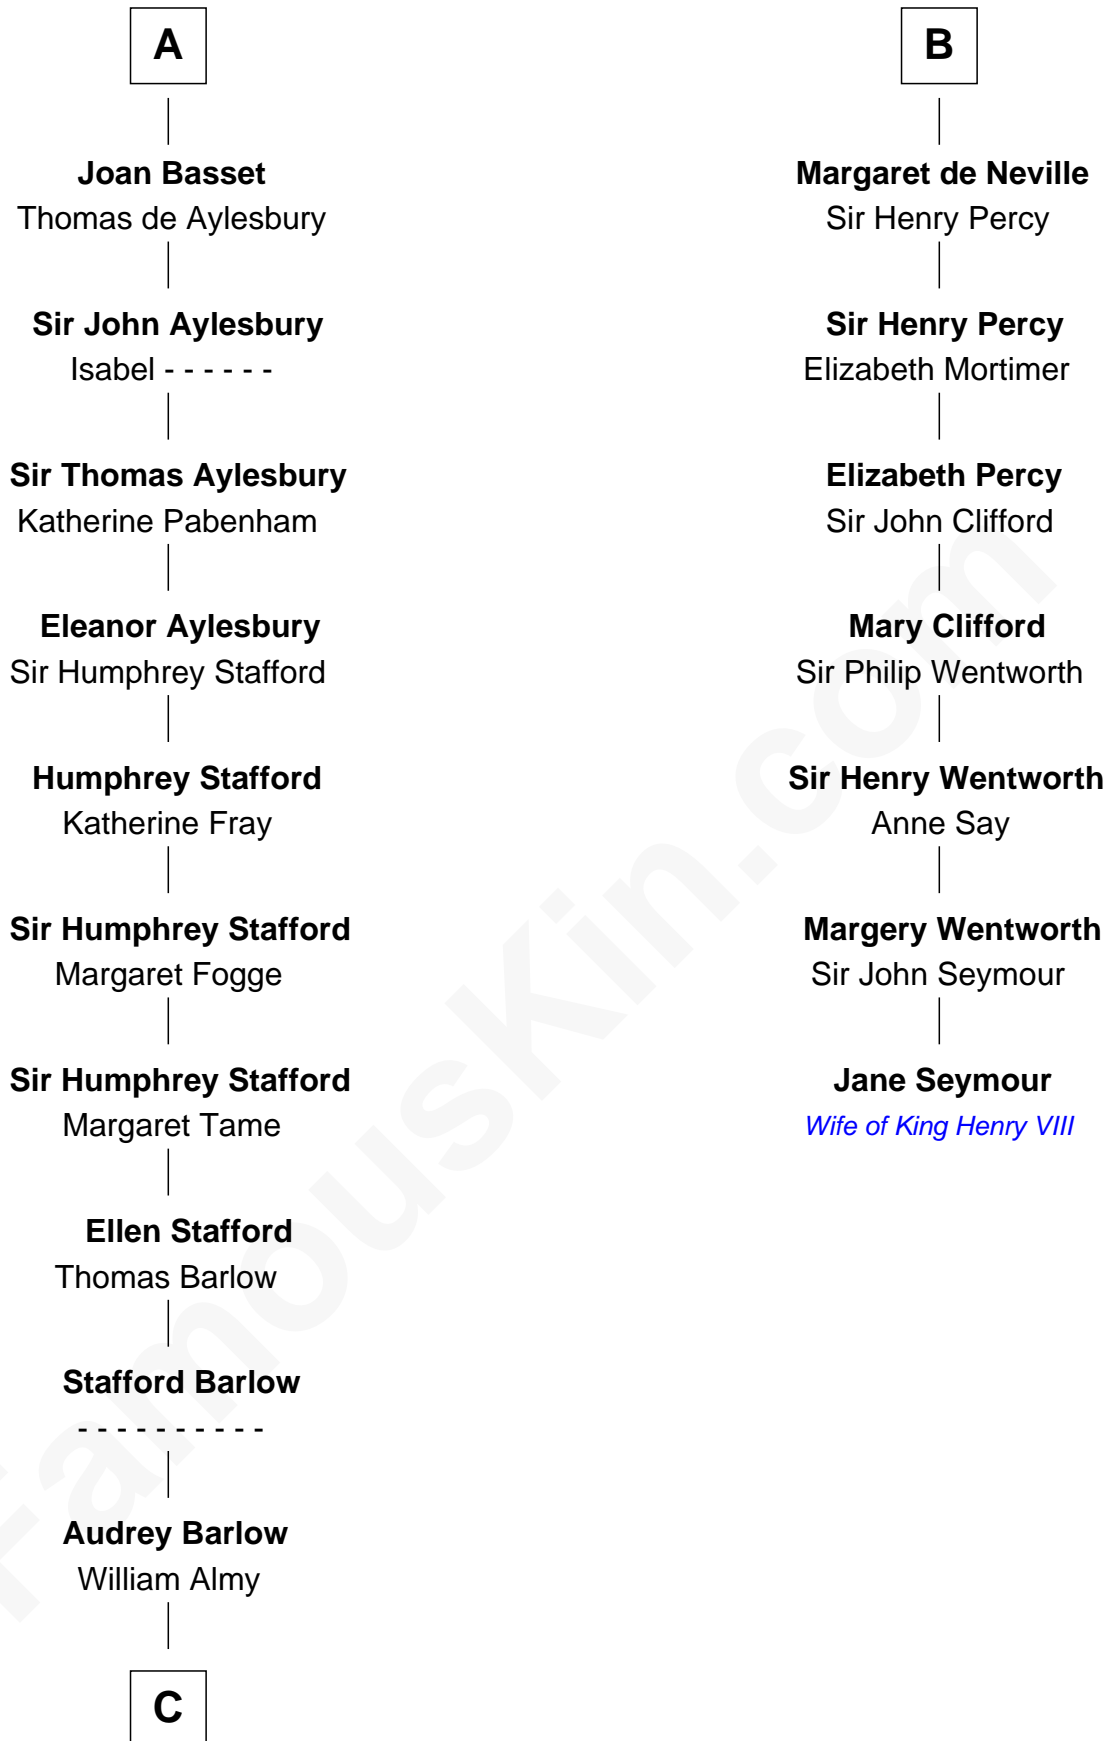 A
Joan Basset
Thomas de Aylesbury
Sir John Aylesbury
Isabel - - - - - -
Sir Thomas Aylesbury
Katherine Pabenham
Eleanor Aylesbury
Sir Humphrey Stafford
Humphrey Stafford
Katherine Fray
Sir Humphrey Stafford
Margaret Fogge
Sir Humphrey Stafford
Margaret Tame
Ellen Stafford
Thomas Barlow
Stafford Barlow
- - - - - - - - - -
Audrey Barlow
William Almy
C
B
Margaret de Neville
Sir Henry Percy
Sir Henry Percy
Elizabeth Mortimer
Elizabeth Percy
Sir John Clifford
Mary Clifford
Sir Philip Wentworth
Sir Henry Wentworth
Anne Say
Margery Wentworth
Sir John Seymour
Jane Seymour
Wife of King Henry VIII
FamousKin.com